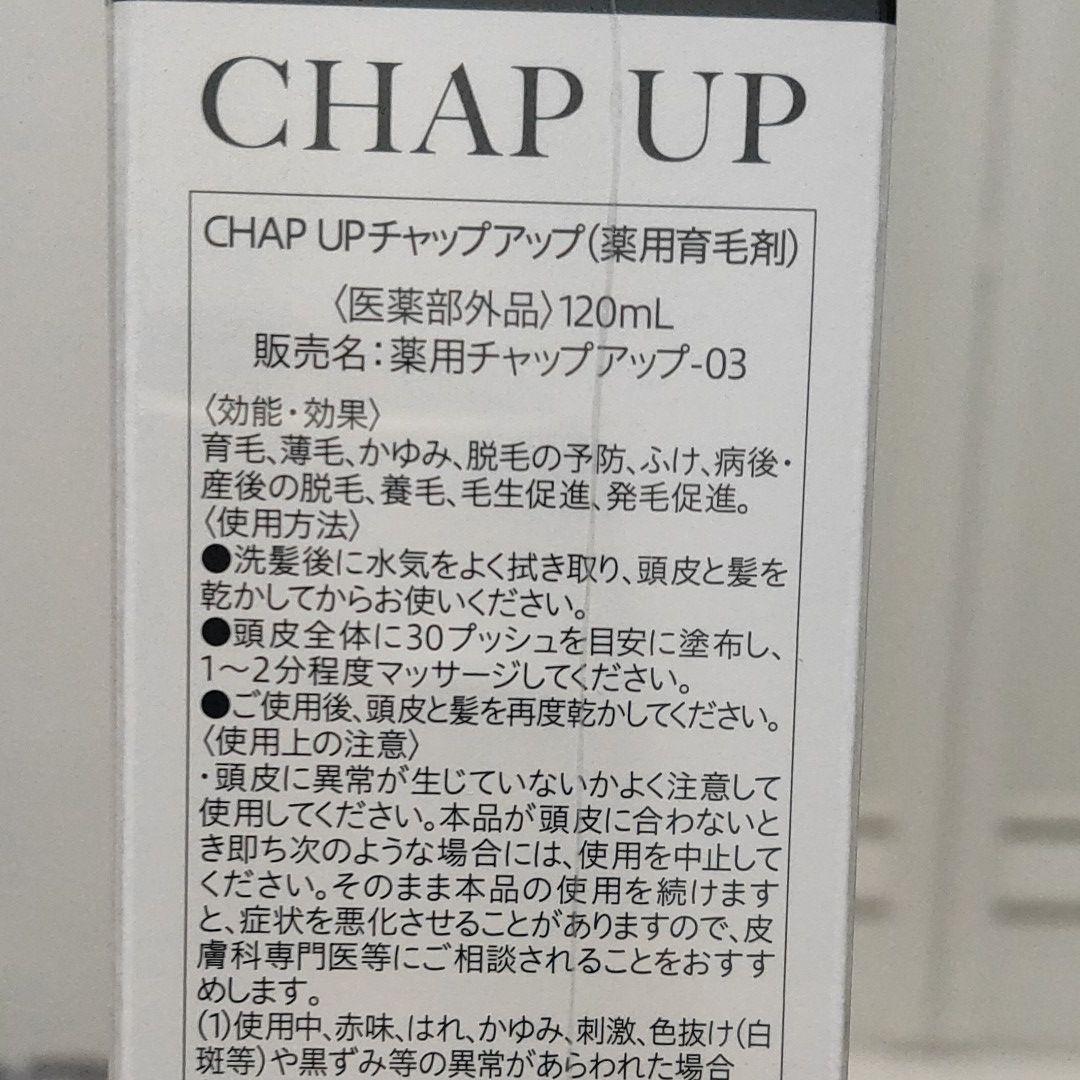 CHAP UP
CHAP UPチャップアップ(薬用育毛剤)
〈医薬部外品〉120mL
販売名:薬用チャップアップ-03
〈効能・効果〉
育毛、薄毛、かゆみ、脱毛の予防、ふけ、病後・
産後の脱毛、養毛、毛生促進、発毛促進。
〈使用方法〉
●洗髪後に水気をよく拭き取り、頭皮と髪を
乾かしてからお使いください。
●頭皮全体に30プッシュを目安に塗布し、
1〜2分程度マッサージしてください。
●ご使用後、頭皮と髪を再度乾かしてください。
〈使用上の注意〉
・頭皮に異常が生じていないかよく注意して
使用してください。本品が頭皮に合わないと
き即ち次のような場合には、使用を中止して
ください。そのまま本品の使用を続けます
と、症状を悪化させることがありますので、皮
膚科専門医等にご相談されることをおすす
めします。
(1)使用中、赤味、はれ、かゆみ、刺激、色抜け(白
斑等)や黒ずみ等の異常があらわれた場合